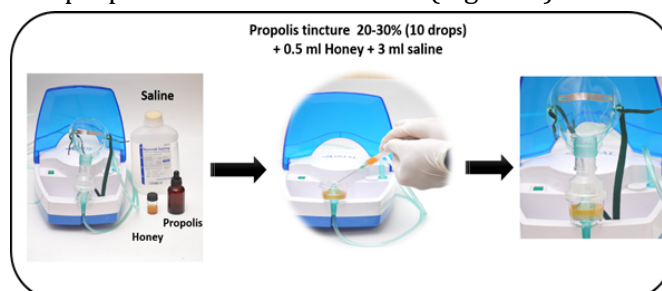 Propolis tincture 20-30% (10 drops)
+ 0.5 ml Honey + 3 ml saline
Saline
Propolis
Honey